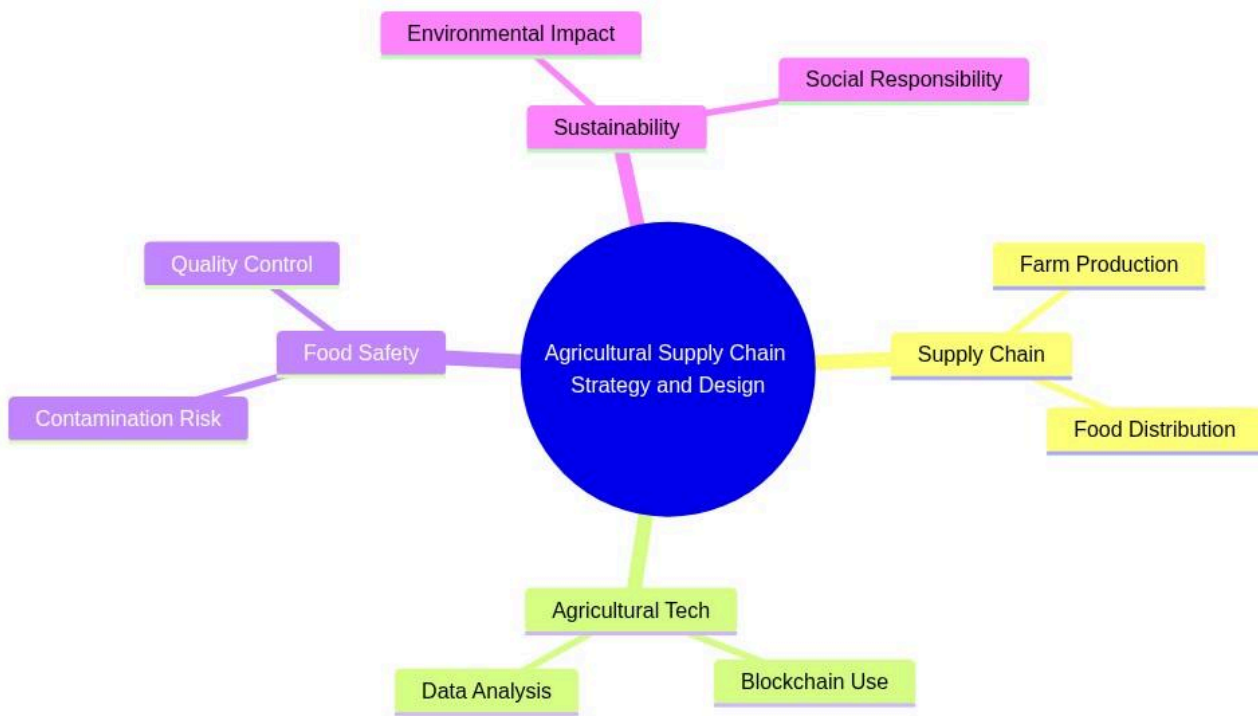 Environmental Impact
Social Responsibility
Sustainability
Quality Control
Farm Production
Food Safety
Agricultural Supply Chain
Strategy and Design
Supply Chain
Contamination Risk
Food Distribution
Agricultural Tech
Data Analysis
Blockchain Use